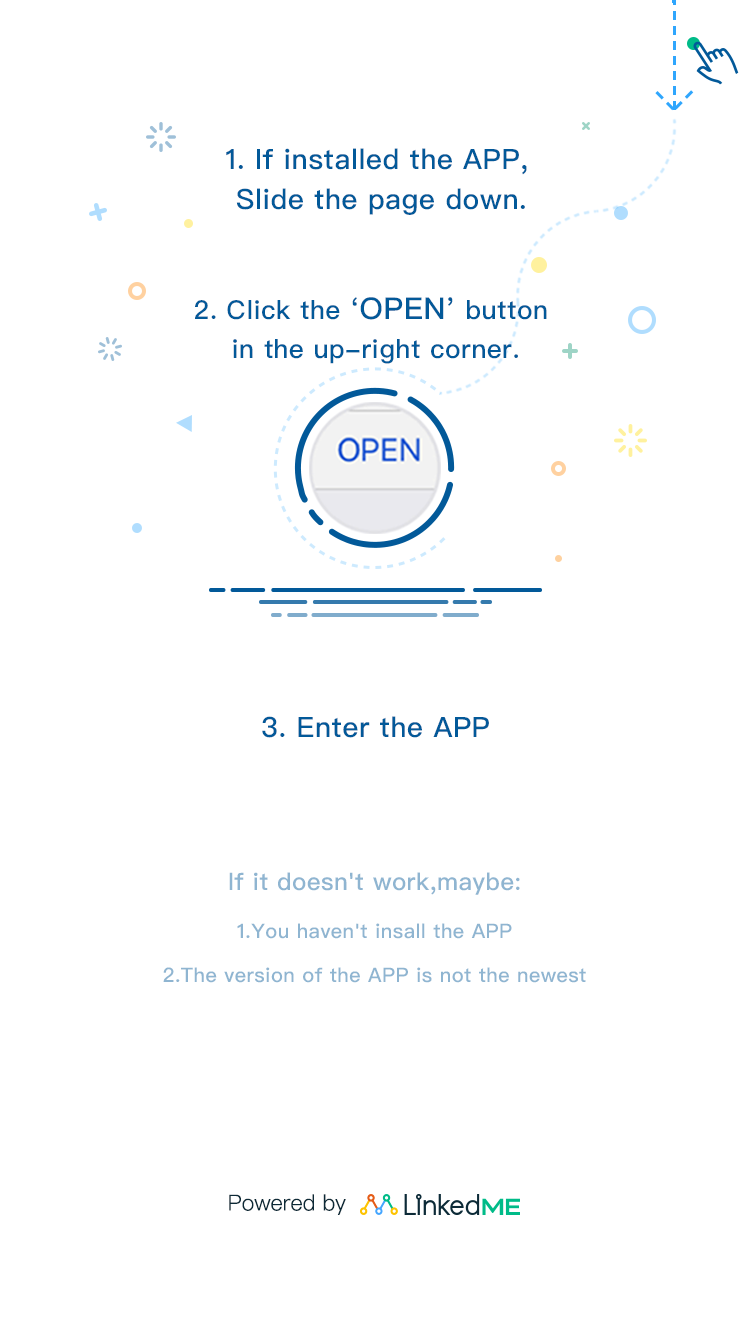 1. If installed the APP,
Slide the page down.
2. Click the ‘OPEN’ button
in the up-right corner.
OPEN
3. Enter the APP
If it doesn't work,maybe:
1.You haven't insall the APP
2.The version of the APP is not the newest
Powered by LinkedME